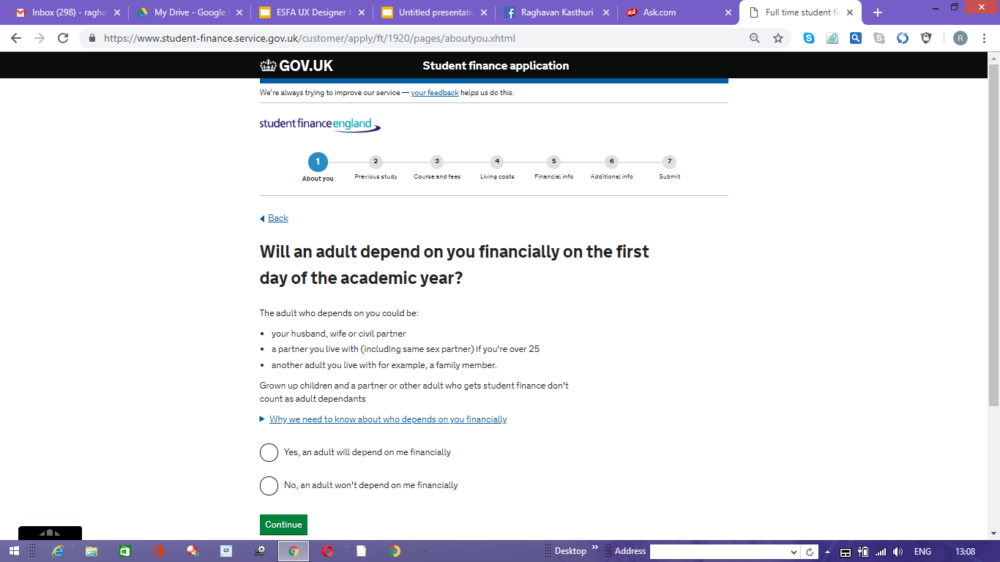 Inbox (298) - ragha
My Drive - Google
ESFA UX Designer
Untitled presentatio
Raghavan Kasthuri
Ask
Ask.com
Full time student fi
https://www.student-finance.service.gov.uk/customer/apply/ft/1920/pages/aboutyou.xhtml
R
GOV.UK
Student finance application
We're always trying to improve our service — your feedback helps us do this.
student finance england
1
2
3
4
5
6
7
About you
Previous study
Course and fees
Living costs
Financial info
Additional info
Submit
Back
Will an adult depend on you financially on the first
day of the academic year?
The adult who depends on you could be:
• your husband, wife or civil partner
• a partner you live with (including same sex partner) if you're over 25
• another adult you live with for example, a family member.
Grown up children and a partner or other adult who gets student finance don't
count as adult dependants
Why we need to know about who depends on you financially
Yes, an adult will depend on me financially
No, an adult won't depend on me financially
Continue
Desktop
Address
ENG
13:08